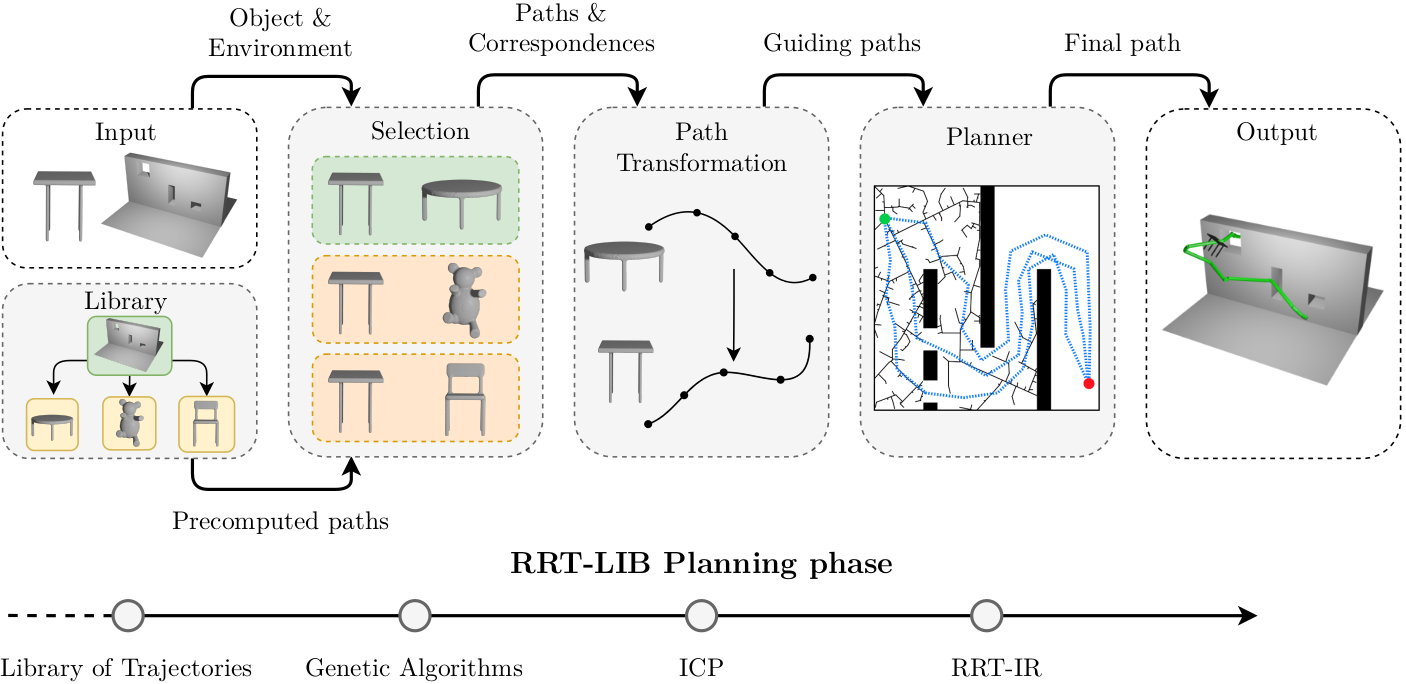 Object &
Environment
Paths &
Correspondences
Guiding paths
Final path
Input
Selection
Path
Transformation
Planner
Output
Library
Precomputed paths
RRT-LIB Planning phase
Library of Trajectories
Genetic Algorithms
ICP
RRT-IR